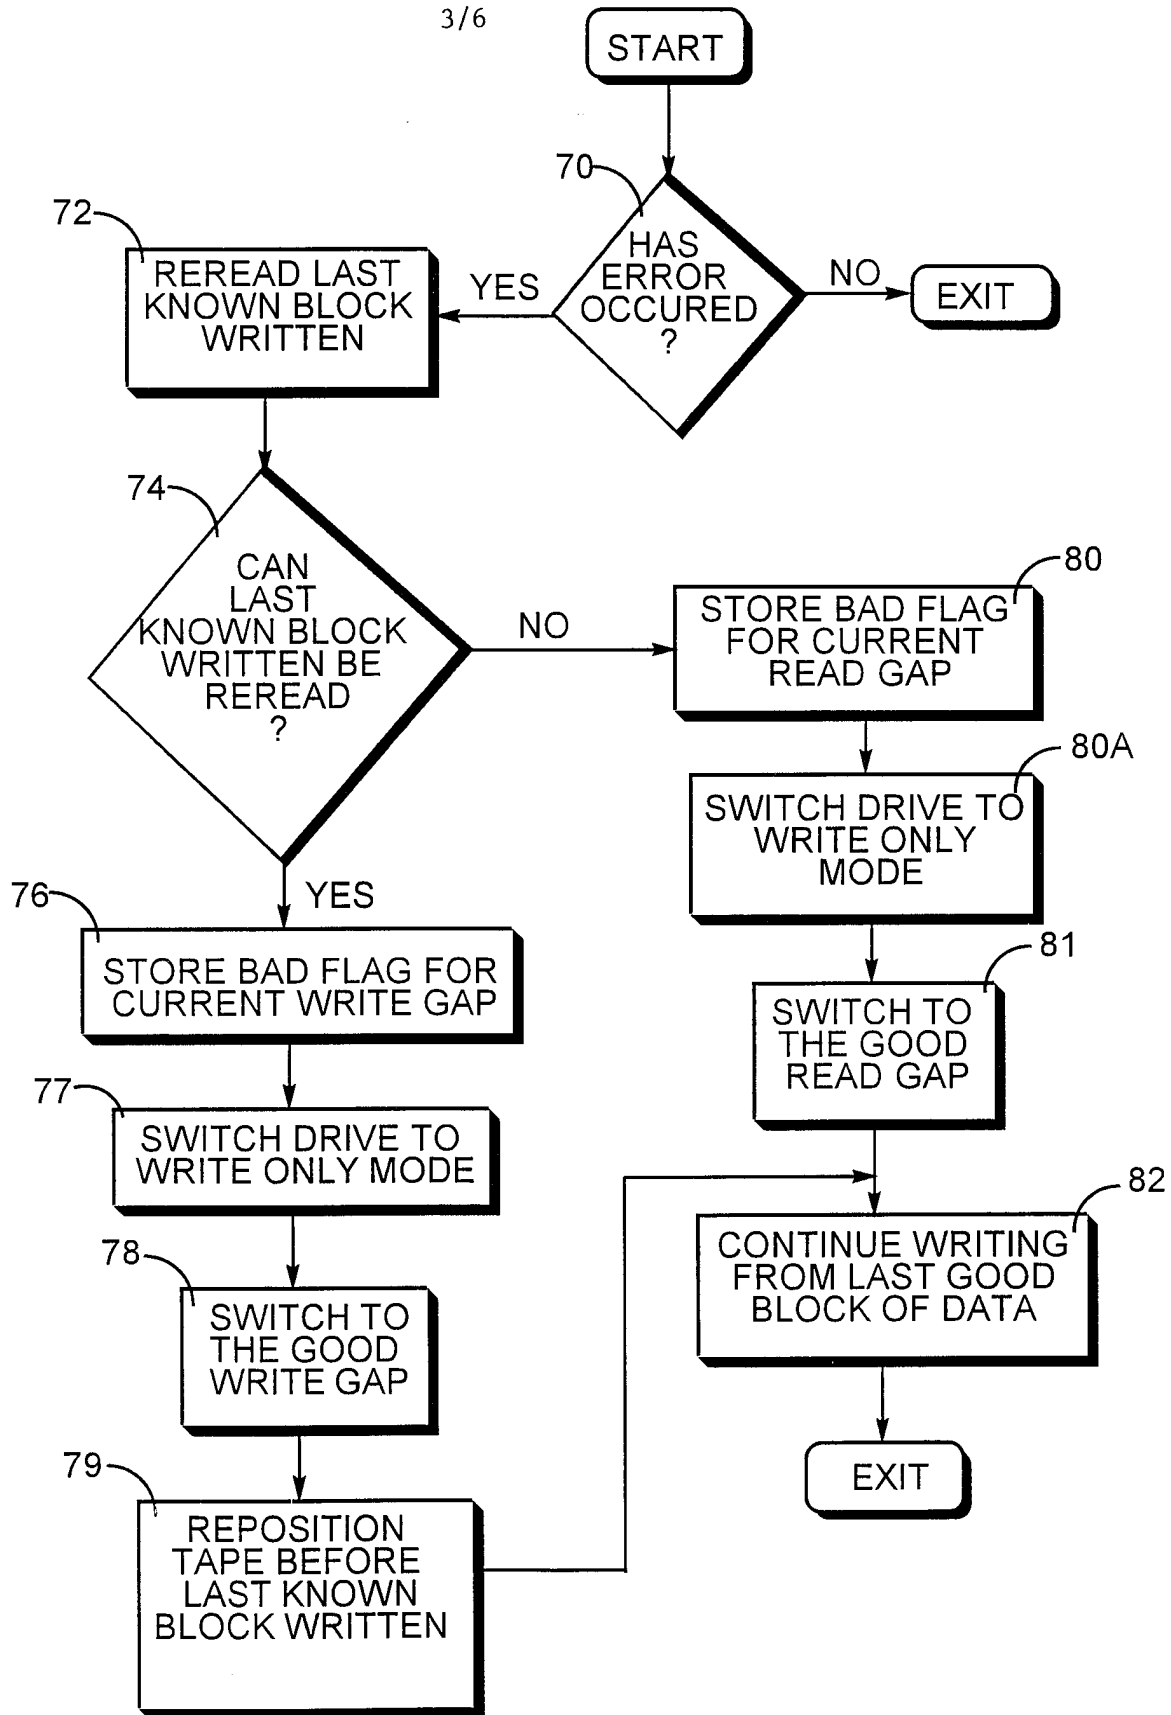 3/6
START
70
HAS
ERROR
OCCURED
?
NO
EXIT
YES
72
REREAD LAST
KNOWN BLOCK
WRITTEN
74
CAN
LAST
KNOWN BLOCK
WRITTEN BE
REREAD
?
NO
80
STORE BAD FLAG
FOR CURRENT
READ GAP
80A
SWITCH DRIVE TO
WRITE ONLY
MODE
81
SWITCH TO
THE GOOD
READ GAP
YES
76
STORE BAD FLAG FOR
CURRENT WRITE GAP
77
SWITCH DRIVE TO
WRITE ONLY MODE
78
SWITCH TO
THE GOOD
WRITE GAP
79
REPOSITION
TAPE BEFORE
LAST KNOWN
BLOCK WRITTEN
82
CONTINUE WRITING
FROM LAST GOOD
BLOCK OF DATA
EXIT